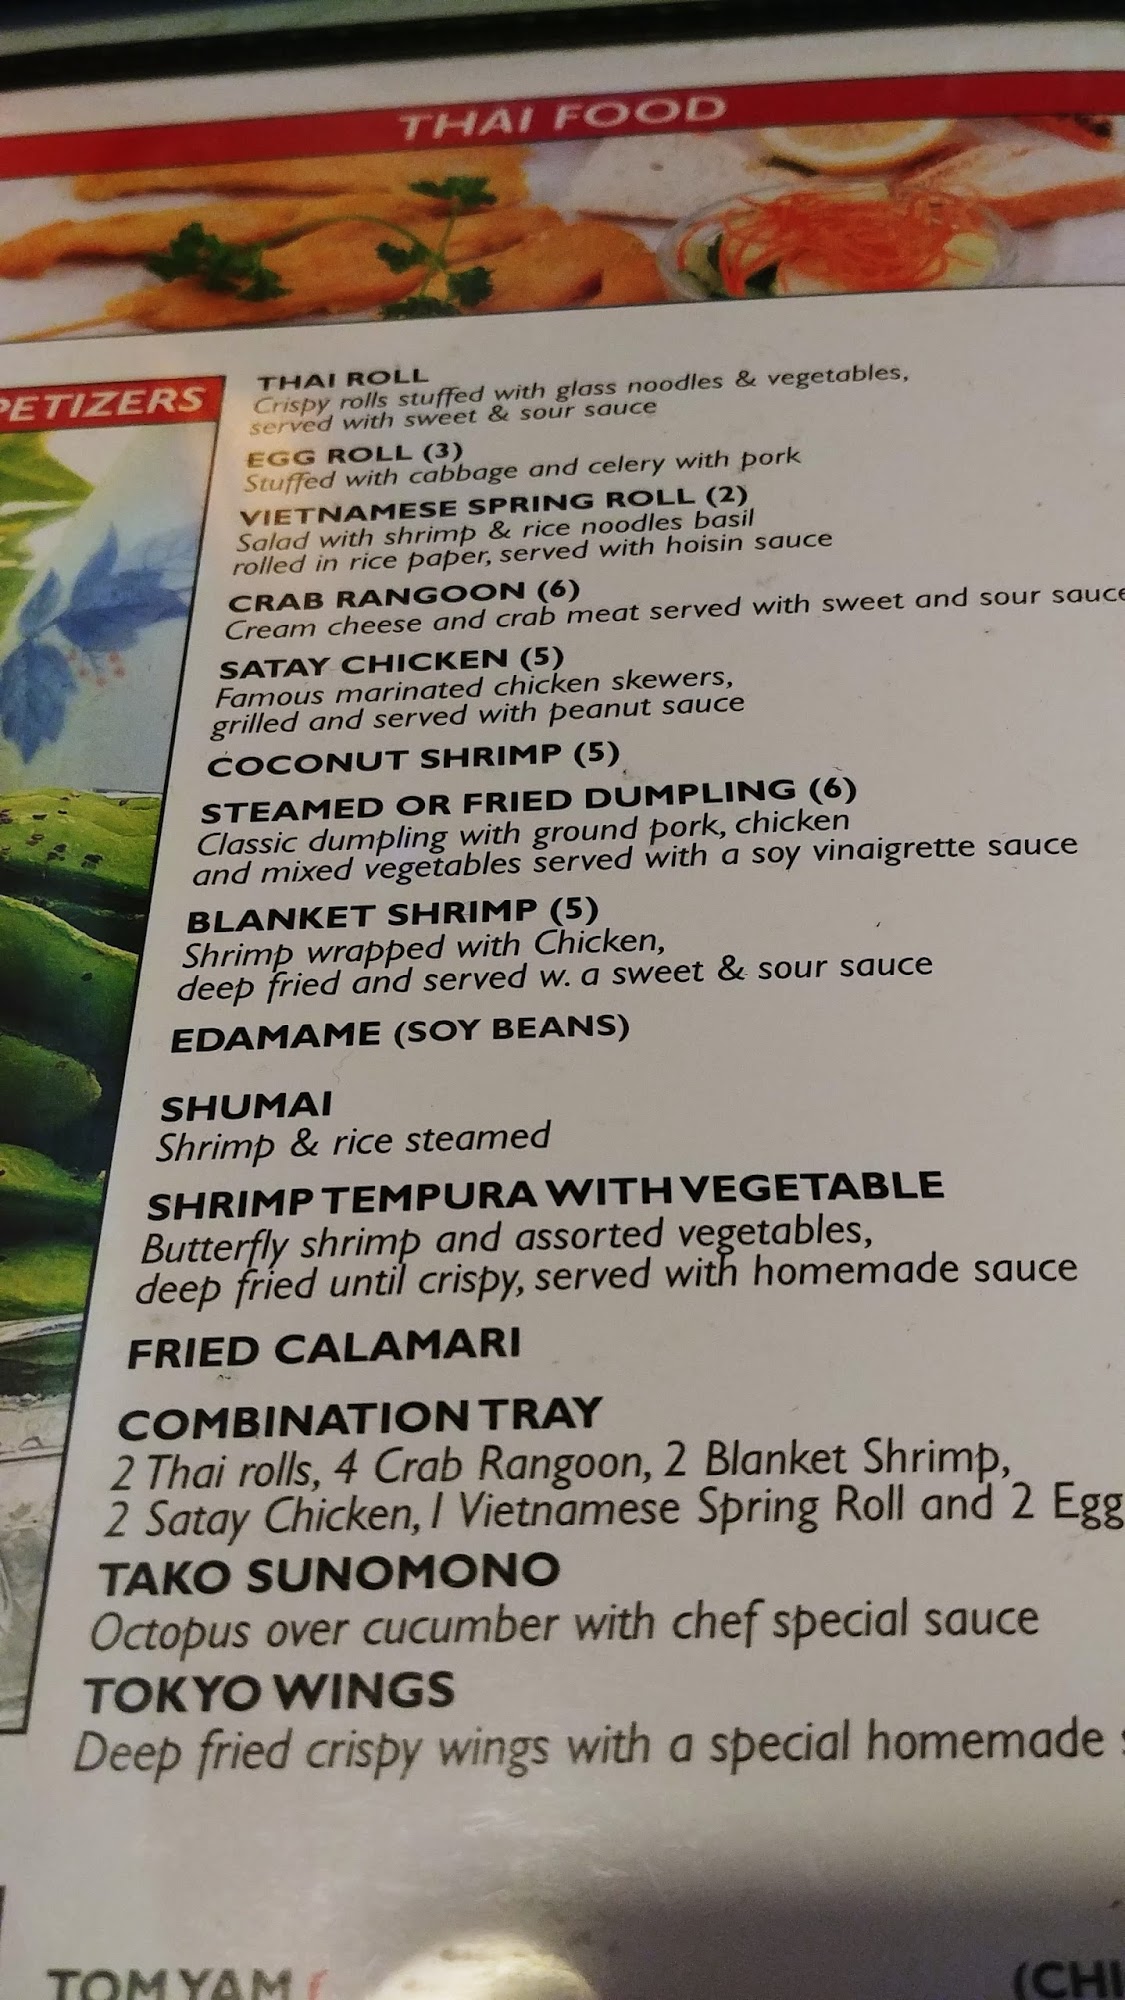 THAI FOOD
PETIZERS
THAI ROLL
Crispy rolls stuffed with glass noodles & vegetables,
served with sweet & sour sauce
EGG ROLL (3)
Stuffed with cabbage and celery with pork
VIETNAMESE SPRING ROLL (2)
Salad with shrimp & rice noodles basil
rolled in rice paper, served with hoisin sauce
CRAB RANGOON (6)
Cream cheese and crab meat served with sweet and sour sauce
SATAY CHICKEN (5)
Famous marinated chicken skewers,
grilled and served with peanut sauce
COCONUT SHRIMP (5)
STEAMED OR FRIED DUMPLING (6)
Classic dumpling with ground pork, chicken
and mixed vegetables served with a soy vinaigrette sauce
BLANKET SHRIMP (5)
Shrimp wrapped with Chicken,
deep fried and served w. a sweet & sour sauce
EDAMAME (SOY BEANS)
SHUMAI
Shrimp & rice steamed
SHRIMP TEMPURA WITH VEGETABLE
Butterfly shrimp and assorted vegetables,
deep fried until crispy, served with homemade sauce
FRIED CALAMARI
COMBINATION TRAY
2 Thai rolls, 4 Crab Rangoon, 2 Blanket Shrimp,
2 Satay Chicken, 1 Vietnamese Spring Roll and 2 Egg
TAKO SUNOMONO
Octopus over cucumber with chef special sauce
TOKYO WINGS
Deep fried crispy wings with a special homemade
TOM YAM (CHI